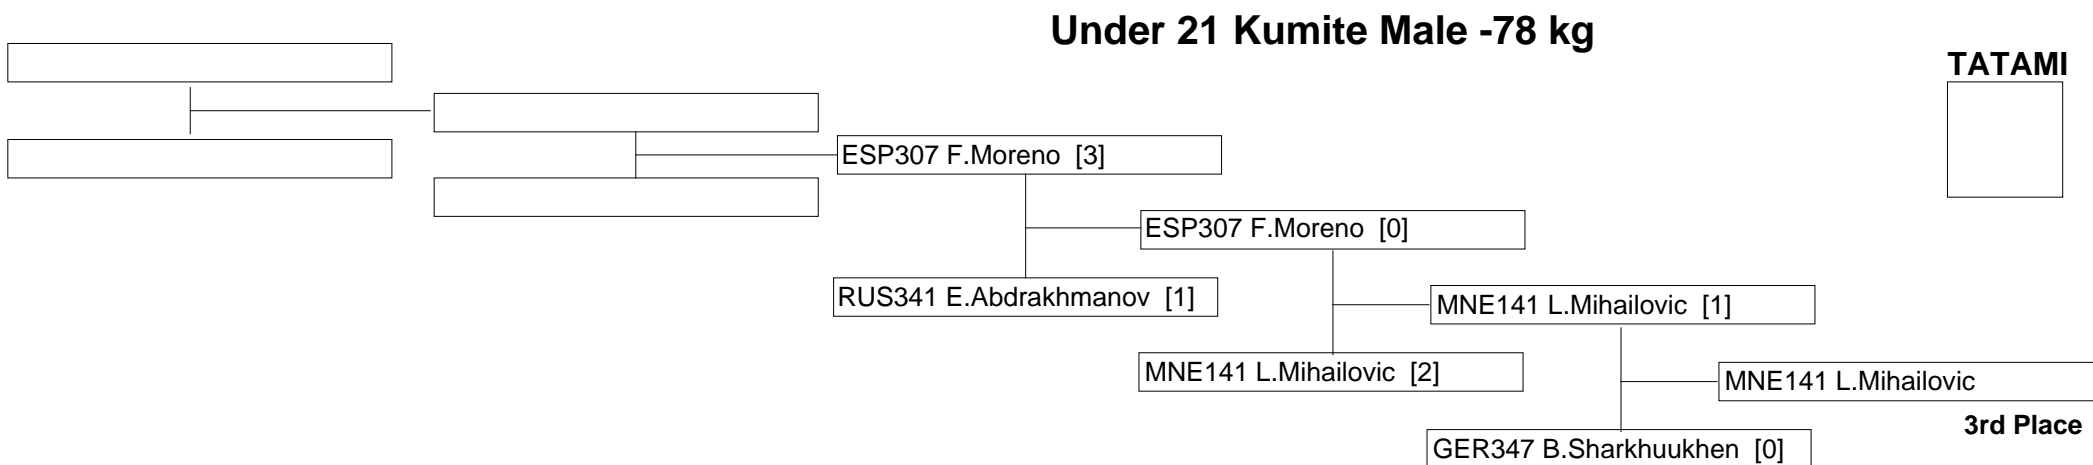 Under 21 Kumite Male -78 kg
TATAMI
ESP307 F.Moreno [3]
ESP307 F.Moreno [0]
RUS341 E.Abdrakhmanov [1]
MNE141 L.Mihailovic [1]
MNE141 L.Mihailovic [2]
MNE141 L.Mihailovic
3rd Place
GER347 B.Sharkhuukhen [0]